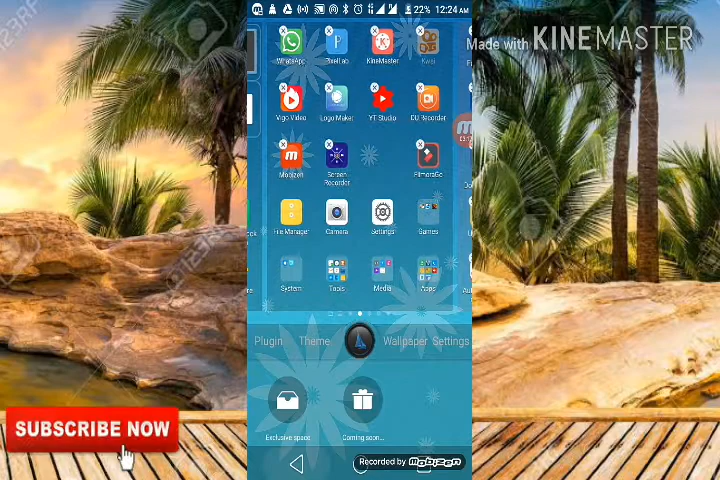 22% 12:24 AM
Made with KINEMASTER
WhatsApp PixelLab KineMaster Kwai
Vigo Video Logo Maker YT Studio DU Recorder
Mobizen Screen Recorder FilmoraGo
File Manager Camera Settings Games
System Tools Media Apps
Plugin Theme Wallpaper Settings
Exclusive space Coming soon...
SUBSCRIBE NOW
Recorded by mobizen